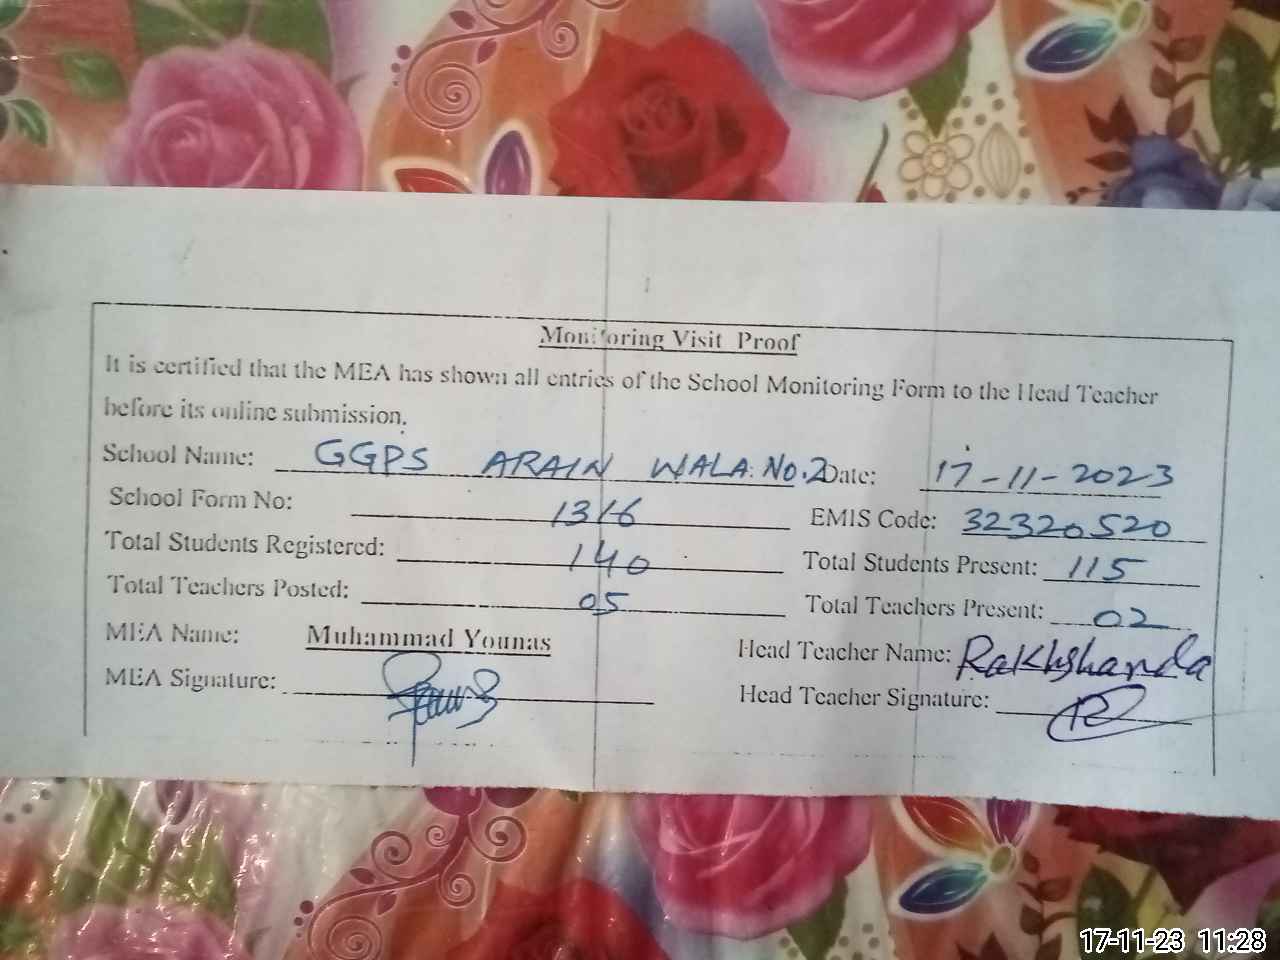 Monitoring Visit Proof
It is certified that the MEA has shown all entries of the School Monitoring Form to the Head Teacher
before its online submission.
School Name: GGPS ARAIN WALA No.2 Date: 17-11-2023
School Form No: 1316 EMIS Code: 32320520
Total Students Registered: 140 Total Students Present: 115
Total Teachers Posted: 05 Total Teachers Present: 02
MEA Name: Muhammad Younas Head Teacher Name: Rakhshanda
MEA Signature: Head Teacher Signature:
17-11-23 11:28